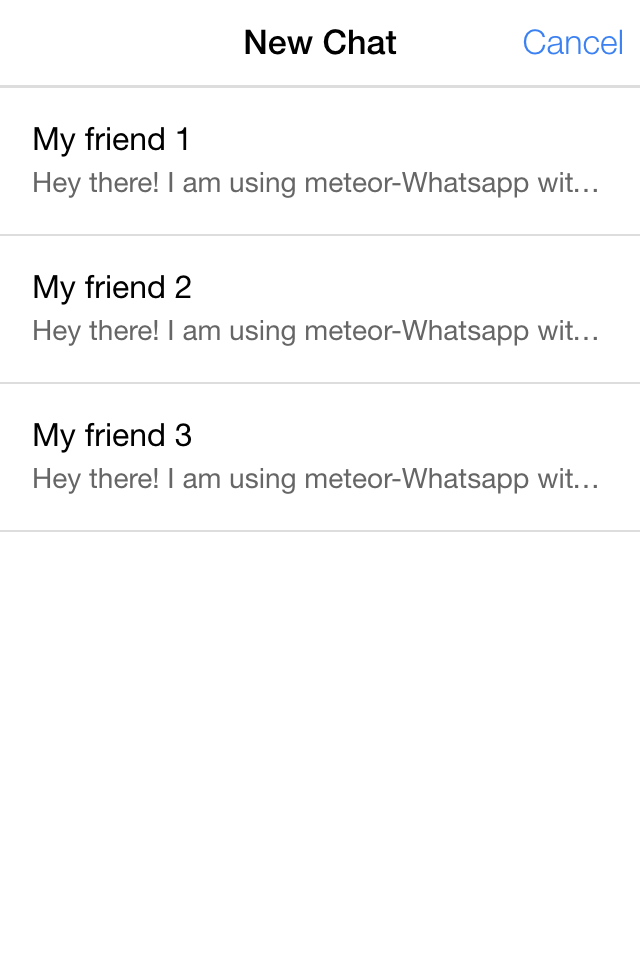 New Chat Cancel
My friend 1
Hey there! I am using meteor-Whatsapp wit...
My friend 2
Hey there! I am using meteor-Whatsapp wit...
My friend 3
Hey there! I am using meteor-Whatsapp wit...